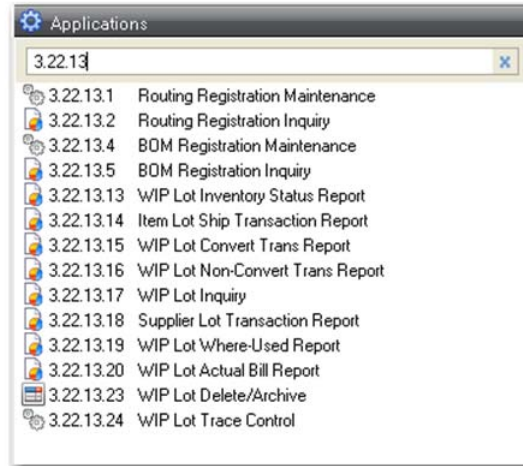 Applications
3.22.13
3.22.13.1 Routing Registration Maintenance
3.22.13.2 Routing Registration Inquiry
3.22.13.4 BOM Registration Maintenance
3.22.13.5 BOM Registration Inquiry
3.22.13.13 WIP Lot Inventory Status Report
3.22.13.14 Item Lot Ship Transaction Report
3.22.13.15 WIP Lot Convert Trans Report
3.22.13.16 WIP Lot Non-Convert Trans Report
3.22.13.17 WIP Lot Inquiry
3.22.13.18 Supplier Lot Transaction Report
3.22.13.19 WIP Lot Where-Used Report
3.22.13.20 WIP Lot Actual Bill Report
3.22.13.23 WIP Lot Delete/Archive
3.22.13.24 WIP Lot Trace Control